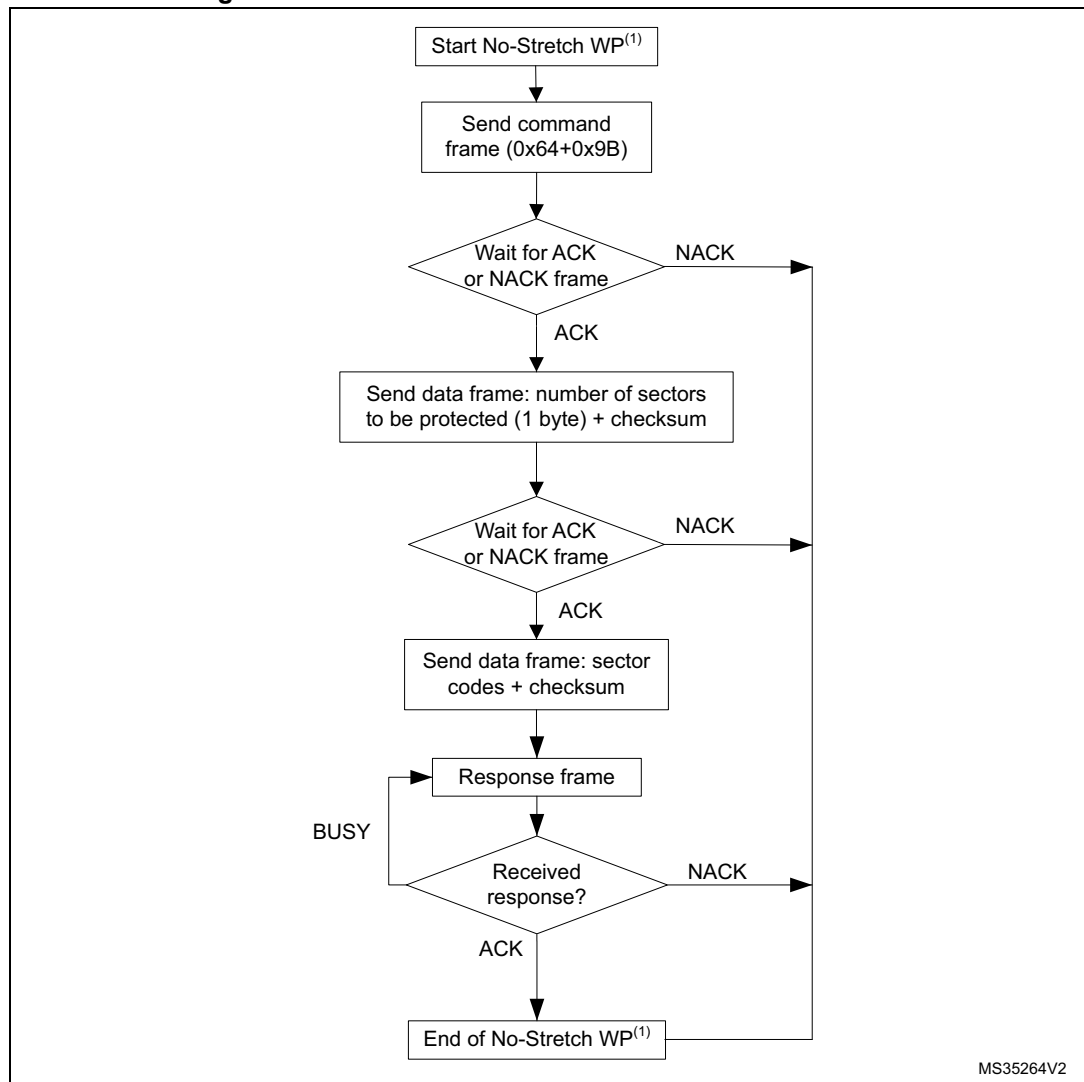 Start No-Stretch WP(1)
Send command
frame (0x64+0x9B)
Wait for ACK
or NACK frame
NACK
ACK
Send data frame: number of sectors
to be protected (1 byte) + checksum
Wait for ACK
or NACK frame
NACK
ACK
Send data frame: sector
codes + checksum
Response frame
BUSY
Received
response?
NACK
ACK
End of No-Stretch WP(1)
MS35264V2